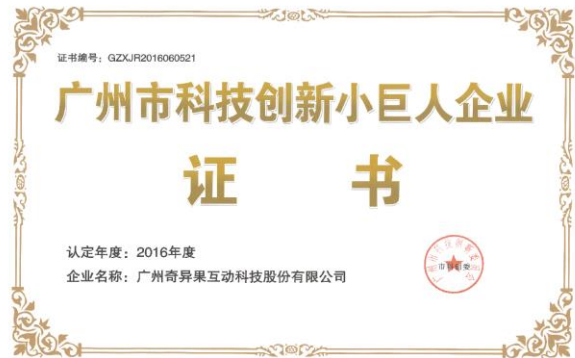 证书编号：GZXJR2016060521
广州市科技创新小巨人企业
证 书
认定年度：2016年度
企业名称：广州奇异果互动科技股份有限公司